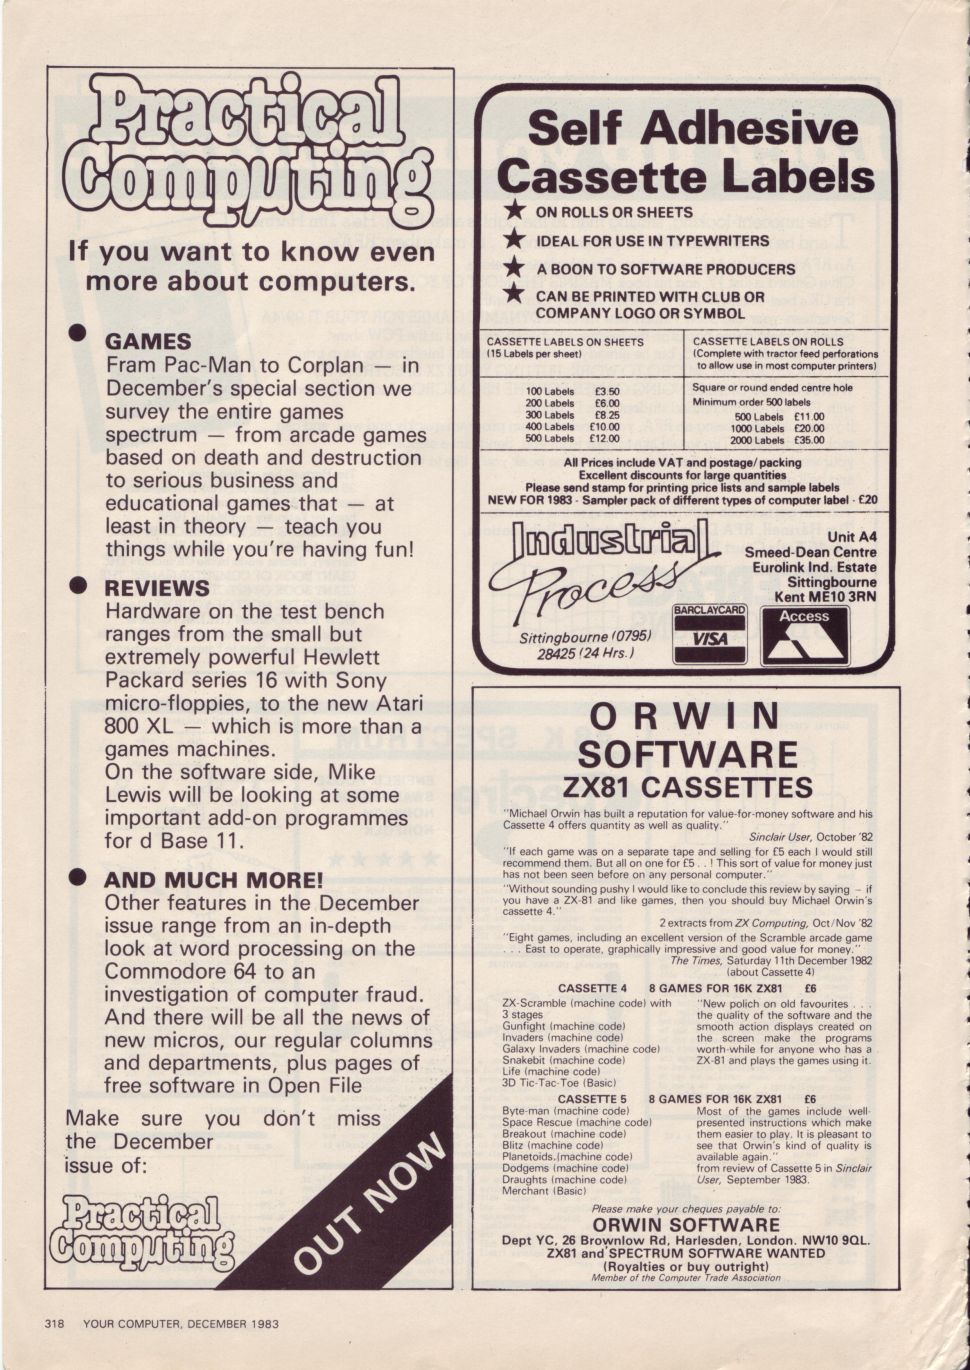 Practical
Computing
If you want to know even
more about computers.
● GAMES
Fram Pac-Man to Corplan — in
December's special section we
survey the entire games
spectrum — from arcade games
based on death and destruction
to serious business and
educational games that — at
least in theory — teach you
things while you're having fun!
● REVIEWS
Hardware on the test bench
ranges from the small but
extremely powerful Hewlett
Packard series 16 with Sony
micro-floppies, to the new Atari
800 XL — which is more than a
games machines.
On the software side, Mike
Lewis will be looking at some
important add-on programmes
for d Base 11.
● AND MUCH MORE!
Other features in the December
issue range from an in-depth
look at word processing on the
Commodore 64 to an
investigation of computer fraud.
And there will be all the news of
new micros, our regular columns
and departments, plus pages of
free software in Open File
Make sure you don't miss
the December
issue of:
Practical
Computing
OUT NOW
Self Adhesive
Cassette Labels
★ ON ROLLS OR SHEETS
★ IDEAL FOR USE IN TYPEWRITERS
★ A BOON TO SOFTWARE PRODUCERS
★ CAN BE PRINTED WITH CLUB OR
COMPANY LOGO OR SYMBOL
CASSETTE LABELS ON SHEETS
(15 Labels per sheet)
100 Labels £3.50
200 Labels £6.00
300 Labels £8.25
400 Labels £10.00
500 Labels £12.00
CASSETTE LABELS ON ROLLS
(Complete with tractor feed perforations
to allow use in most computer printers)
Square or round ended centre hole
Minimum order 500 labels
500 Labels £11.00
1000 Labels £20.00
2000 Labels £35.00
All Prices include VAT and postage/packing
Excellent discounts for large quantities
Please send stamp for printing price lists and sample labels
NEW FOR 1983 - Sampler pack of different types of computer label - £20
Industrial
Process
Sittingbourne (0795)
28425 (24 Hrs.)
Unit A4
Smeed-Dean Centre
Eurolink Ind. Estate
Sittingbourne
Kent ME10 3RN
BARCLAYCARD
VISA
Access
ORWIN
SOFTWARE
ZX81 CASSETTES
"Michael Orwin has built a reputation for value-for-money software and his
Cassette 4 offers quantity as well as quality."
Sinclair User, October '82
"If each game was on a separate tape and selling for £5 each I would still
recommend them. But all on one for £5 . . ! This sort of value for money just
has not been seen before on any personal computer."
"Without sounding pushy I would like to conclude this review by saying — if
you have a ZX-81 and like games, then you should buy Michael Orwin's
cassette 4."
2 extracts from ZX Computing, Oct/Nov '82
"Eight games, including an excellent version of the Scramble arcade game
. . . East to operate, graphically impressive and good value for money."
The Times, Saturday 11th December 1982
(about Cassette 4)
CASSETTE 4 8 GAMES FOR 16K ZX81 £6
ZX-Scramble (machine code) with
3 stages
Gunfight (machine code)
Invaders (machine code)
Galaxy Invaders (machine code)
Snakebit (machine code)
Life (machine code)
3D Tic-Tac-Toe (Basic)
"New polich on old favourites . . .
the quality of the software and the
smooth action displays created on
the screen make the programs
worth-while for anyone who has a
ZX-81 and plays the games using it.
CASSETTE 5 8 GAMES FOR 16K ZX81 £6
Byte-man (machine code)
Space Rescue (machine code)
Breakout (machine code)
Blitz (machine code)
Planetoids.(machine code)
Dodgems (machine code)
Draughts (machine code)
Merchant (Basic)
Most of the games include well-
presented instructions which make
them easier to play. It is pleasant to
see that Orwin's kind of quality is
available again."
from review of Cassette 5 in Sinclair
User, September 1983.
Please make your cheques payable to:
ORWIN SOFTWARE
Dept YC, 26 Brownlow Rd, Harlesden, London. NW10 9QL.
ZX81 and SPECTRUM SOFTWARE WANTED
(Royalties or buy outright)
Member of the Computer Trade Association
318 YOUR COMPUTER, DECEMBER 1983